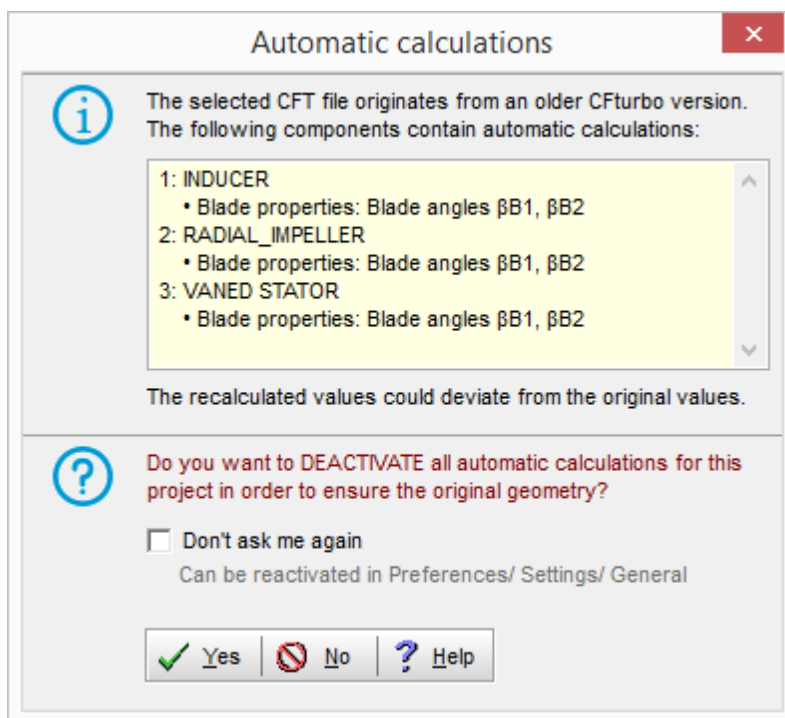 Automatic calculations
The selected CFT file originates from an older CFturbo version.
The following components contain automatic calculations:
1: INDUCER
• Blade properties: Blade angles βB1, βB2
2: RADIAL_IMPELLER
• Blade properties: Blade angles βB1, βB2
3: VANED STATOR
• Blade properties: Blade angles βB1, βB2
The recalculated values could deviate from the original values.
Do you want to DEACTIVATE all automatic calculations for this
project in order to ensure the original geometry?
Don't ask me again
Can be reactivated in Preferences/ Settings/ General
Yes No Help